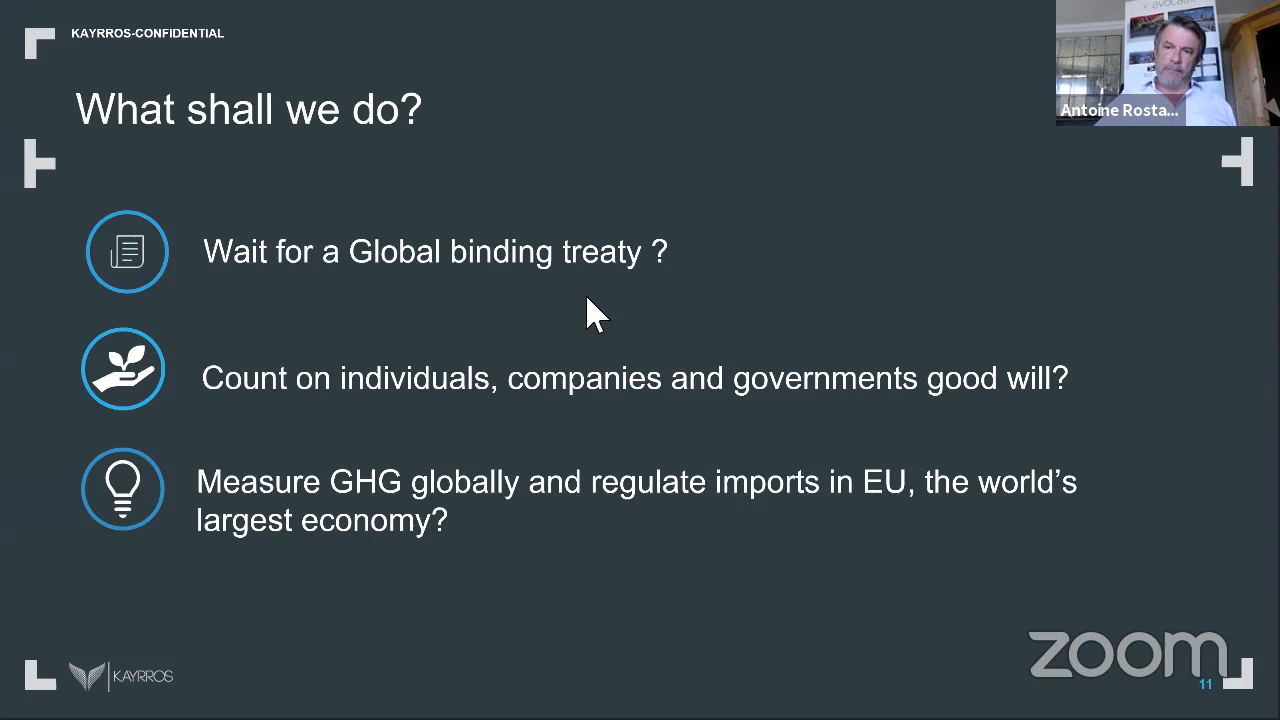 KAYRROS-CONFIDENTIAL
What shall we do?
avocatix
Antoine Rosta...
Wait for a Global binding treaty ?
Count on individuals, companies and governments good will?
Measure GHG globally and regulate imports in EU, the world's
largest economy?
KAYRROS
zoom
11